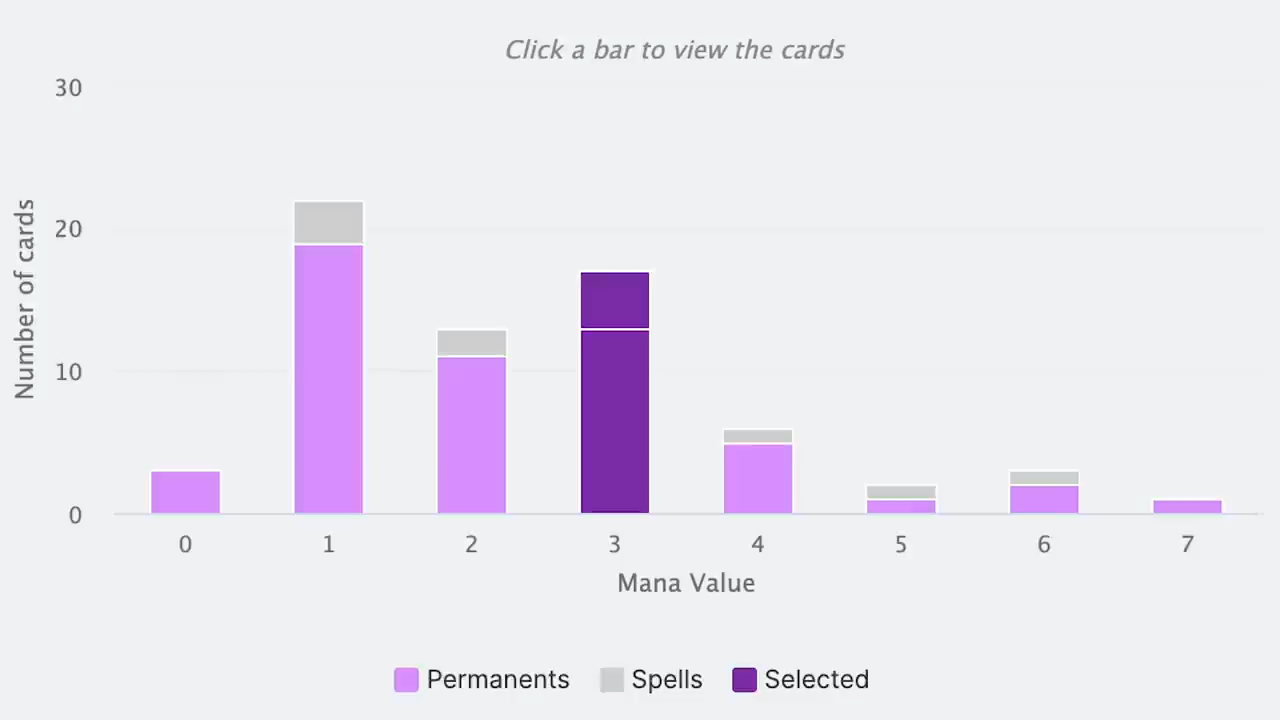 Click a bar to view the cards
30
20
10
0
Number of cards
0 1 2 3 4 5 6 7
Mana Value
Permanents Spells Selected